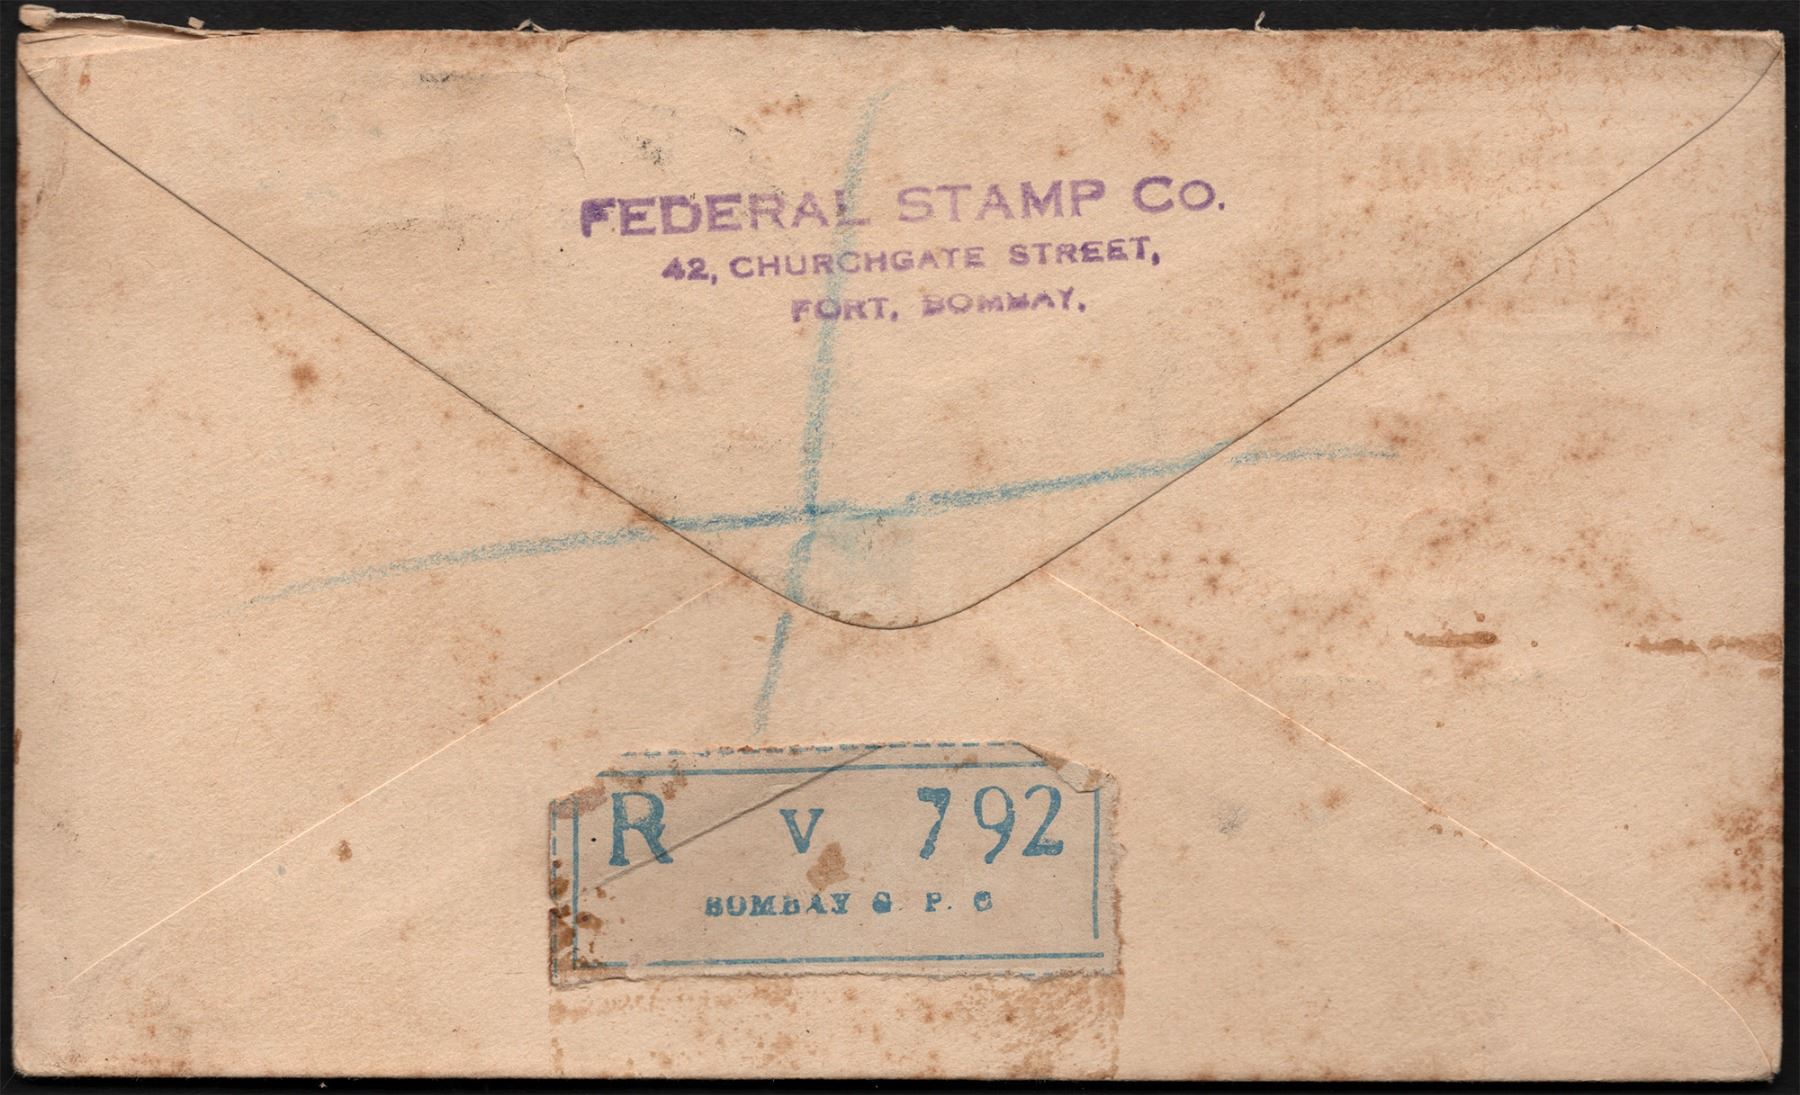 FEDERAL STAMP Co.
42, CHURCHGATE STREET,
FORT, BOMBAY.
R V 792
BOMBAY G. P. O